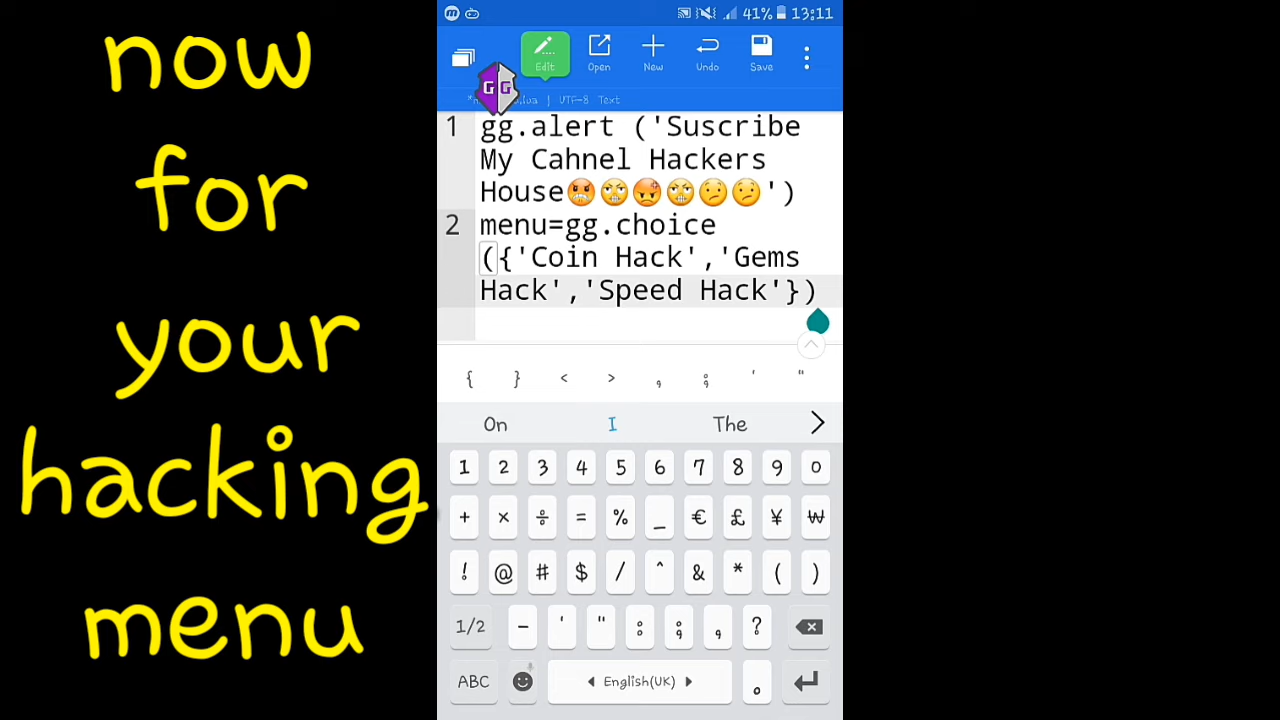 now
for
your
hacking
menu
41% 13:11
Edit
Open
New
Undo
Save
GG
.lua | UTF-8 Text
1 gg.alert ('Suscribe
My Cahnel Hackers
House😬🙄😡🙄😕😕')
2 menu=gg.choice
({'Coin Hack','Gems
Hack','Speed Hack'})
{ } < > , ; ' "
On I The >
1 2 3 4 5 6 7 8 9 0
+ × ÷ = % _ € £ ¥ ₩
! @ # $ / ^ & * ( )
1/2 - ' " : ; , ?
ABC English(UK) .